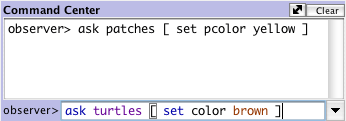 Command Center Clear
observer> ask patches [ set pcolor yellow ]
observer> ask turtles [ set color brown ]